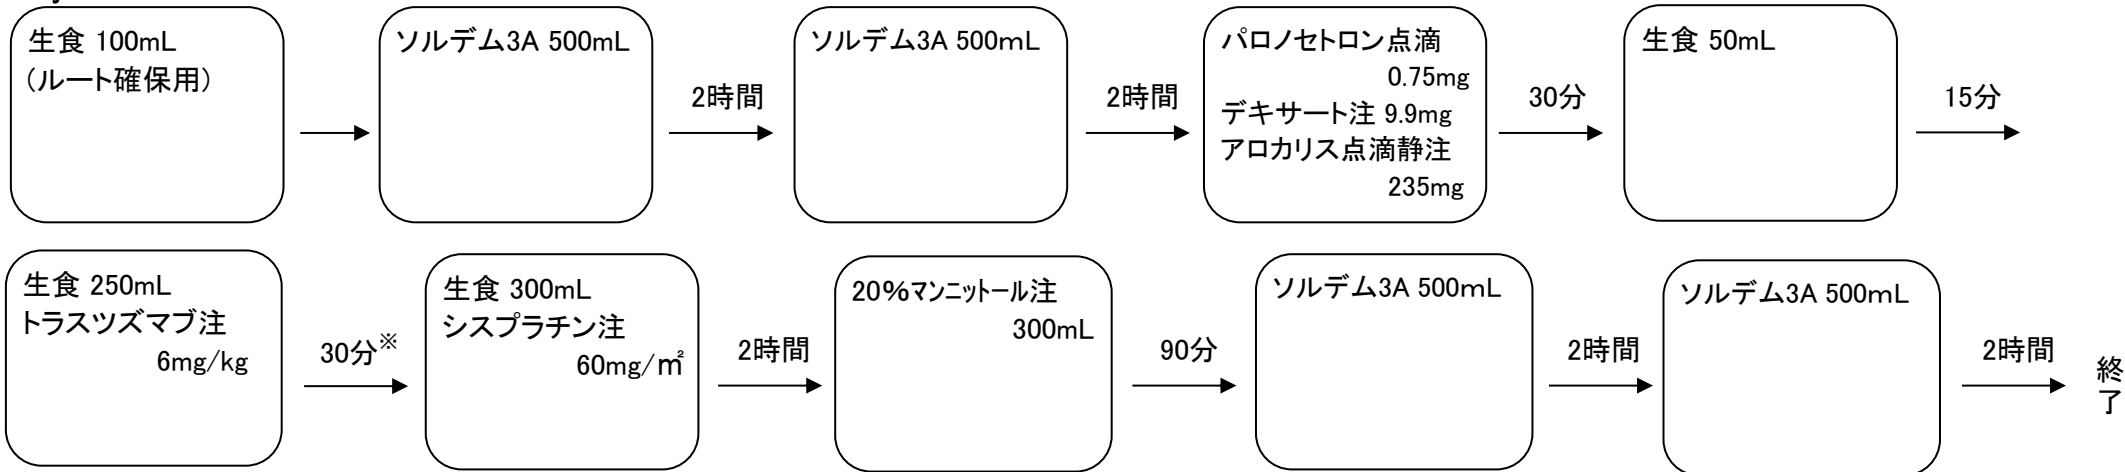 生食 100mL
(ルート確保用)
ソルデム3A 500mL
2時間
ソルデム3A 500mL
2時間
パロノセトロン点滴
0.75mg
デキサート注 9.9mg
アロカリス点滴静注
235mg
30分
生食 50mL
15分
生食 250mL
トラスツズマブ注
6mg/kg
30分※
生食 300mL
シスプラチン注
60mg/㎡
2時間
20%マンニットール注
300mL
90分
ソルデム3A 500mL
2時間
ソルデム3A 500mL
2時間
終了